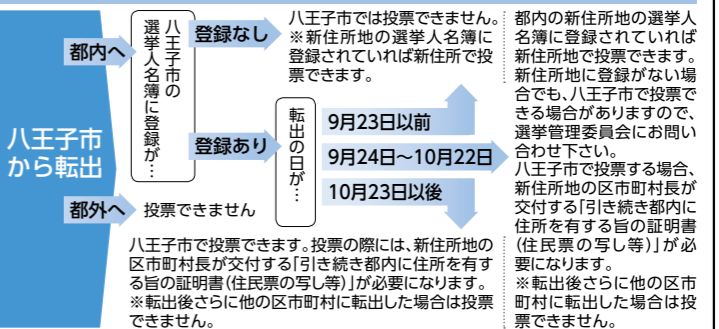 八王子市
から転出
都内へ
八王子市の
選挙人名簿に登録が…
登録なし
八王子市では投票できません。
※新住所地の選挙人名簿に
登録されていれば新住所で投
票できます。
登録あり
転出の日が…
9月23日以前
9月24日～10月22日
10月23日以後
都内の新住所地の選挙人
名簿に登録されていれば
新住所地で投票できます。
新住所地に登録がない場
合でも、八王子市で投票で
きる場合がありますので、
選挙管理委員会にお問い
合わせ下さい。
八王子市で投票する場合、
新住所地の区市町村長が
交付する「引き続き都内に
住所を有する旨の証明書
(住民票の写し等)」が必
要になります。
※転出後さらに他の区市
町村に転出した場合は投
票できません。
都外へ
投票できません
八王子市で投票できます。投票の際には、新住所地の
区市町村長が交付する「引き続き都内に住所を有す
る旨の証明書(住民票の写し等)」が必要になります。
※転出後さらに他の区市町村に転出した場合は投票
できません。